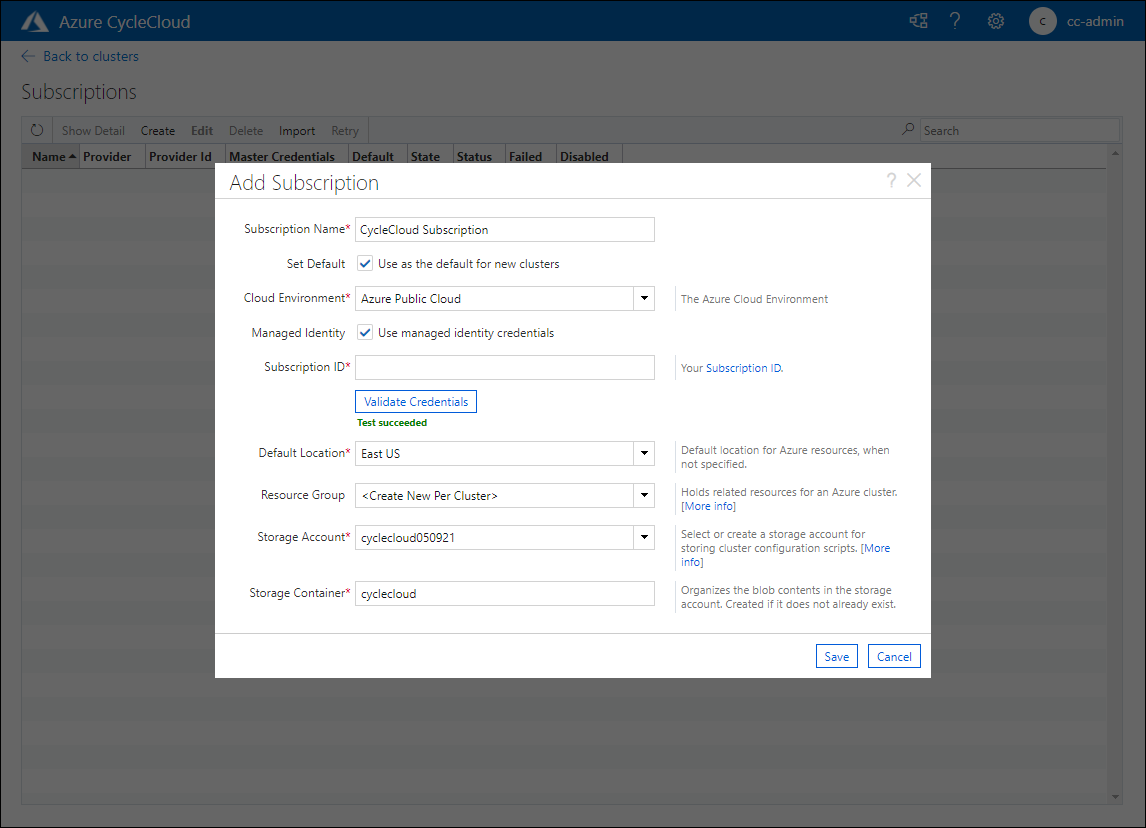 Azure CycleCloud
? C cc-admin
Back to clusters
Subscriptions
Show Detail Create Edit Delete Import Retry Search
Name Provider Provider Id Master Credentials Default State Status Failed Disabled
Add Subscription ?
Subscription Name* CycleCloud Subscription
Set Default Use as the default for new clusters
Cloud Environment* Azure Public Cloud The Azure Cloud Environment
Managed Identity Use managed identity credentials
Subscription ID* Your Subscription ID.
Validate Credentials
Test succeeded
Default Location* East US
Default location for Azure resources, when
not specified.
Resource Group <Create New Per Cluster>
Holds related resources for an Azure cluster.
[More info]
Storage Account* cyclecloud050921
Select or create a storage account for
storing cluster configuration scripts. [More
info]
Storage Container* cyclecloud
Organizes the blob contents in the storage
account. Created if it does not already exist.
Save Cancel